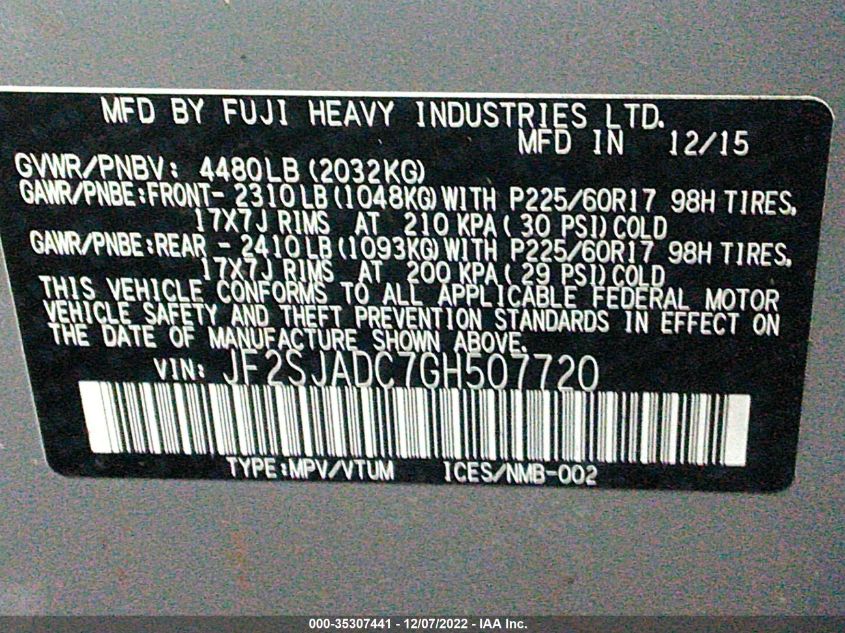 MFD BY FUJI HEAVY INDUSTRIES LTD.
MFD IN 12/15
GVWR/PNBV: 4480LB (2032KG)
GAWR/PNBE:FRONT- 2310LB (1048KG) WITH P225/60R17 98H TIRES,
17X7J RIMS AT 210 KPA ( 30 PSI) COLD
GAWR/PNBE:REAR - 2410LB (1093KG) WITH P225/60R17 98H TIRES,
17X7J RIMS AT 200 KPA ( 29 PSI) COLD
THIS VEHICLE CONFORMS TO ALL APPLICABLE FEDERAL MOTOR
VEHICLE SAFETY AND THEFT PREVENTION STANDARDS IN EFFECT ON
THE DATE OF MANUFACTURE SHOWN ABOVE.
VIN: JF2SJADC7GH507720
TYPE:MPV/VTUM ICES/NMB-002
000-35307441 - 12/07/2022 - IAA Inc.